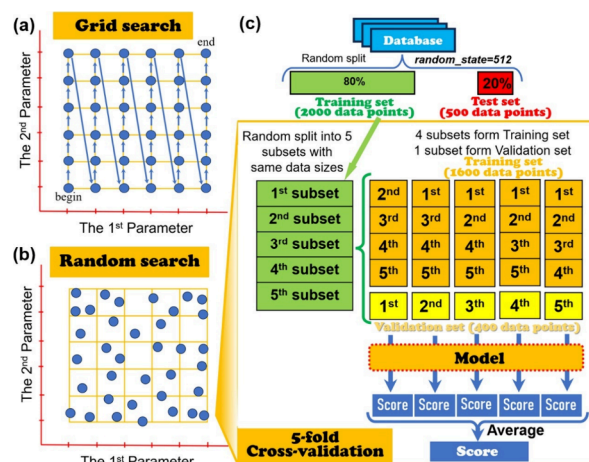 (a)
Grid search
end
The 2nd Parameter
begin
The 1st Parameter
(b)
Random search
The 2nd Parameter
The 1st Parameter
(c)
Database
Random split
random_state=512
80%
20%
Training set
(2000 data points)
Test set
(500 data points)
Random split into 5
subsets with
same data sizes
4 subsets form Training set
1 subset form Validation set
Training set
(1600 data points)
1st subset
2nd subset
3rd subset
4th subset
5th subset
2nd 1st 1st 1st 1st
3rd 3rd 2nd 2nd 2nd
4th 4th 4th 3th 3rd
5th 5th 5th 5th 4th
1st 2nd 3th 4th 5th
Validation set (400 data points)
Model
Score Score Score Score Score
Average
5-fold
Cross-validation
Score